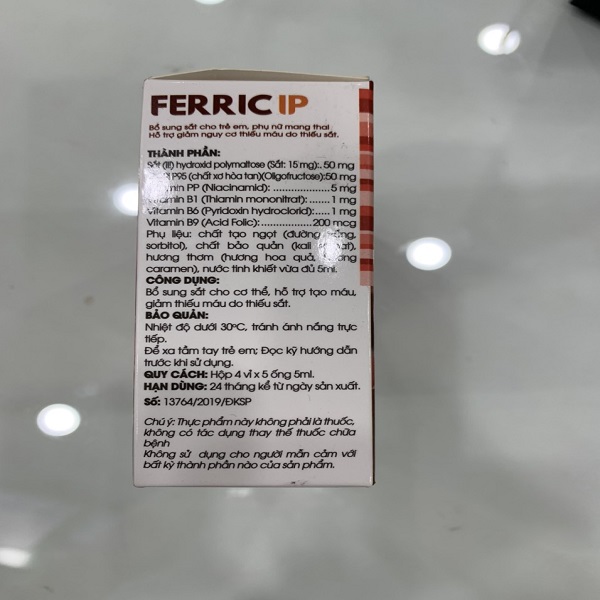 FERRIC IP
Bổ sung sắt cho trẻ em, phụ nữ mang thai
Hỗ trợ giảm nguy cơ thiếu máu do thiếu sắt.
THÀNH PHẦN:
Sắt (III) hydroxid polymaltose (Sắt: 15mg):. 50 mg
P95 (chất xơ hòa tan)(Oligofructose):50 mg
PP (Niacinamid): ................... 5 mg
B1 (Thiamin mononitrat): ....... 1 mg
Vitamin B6 (Pyridoxin hydroclorid):..... 1 mg
Vitamin B9 (Acid Folic):................. 200 mcg
Phụ liệu: chất tạo ngọt (đường
sorbitol), chất bảo quản (kali
hương thơm (hương hoa quả,
caramen), nước tinh khiết vừa đủ 5ml.
CÔNG DỤNG:
Bổ sung sắt cho cơ thể, hỗ trợ tạo máu,
giảm thiếu máu do thiếu sắt.
BẢO QUẢN:
Nhiệt độ dưới 30ºC, tránh ánh nắng trực
tiếp.
Để xa tầm tay trẻ em; Đọc kỹ hướng dẫn
trước khi sử dụng.
QUY CÁCH: Hộp 4 vỉ x 5 ống 5ml.
HẠN DÙNG: 24 tháng kể từ ngày sản xuất.
Số: 13764/2019/ĐKSP
Chú ý: Thực phẩm này không phải là thuốc,
không có tác dụng thay thế thuốc chữa
bệnh
Không sử dụng cho người mẫn cảm với
bất kỳ thành phần nào của sản phẩm.